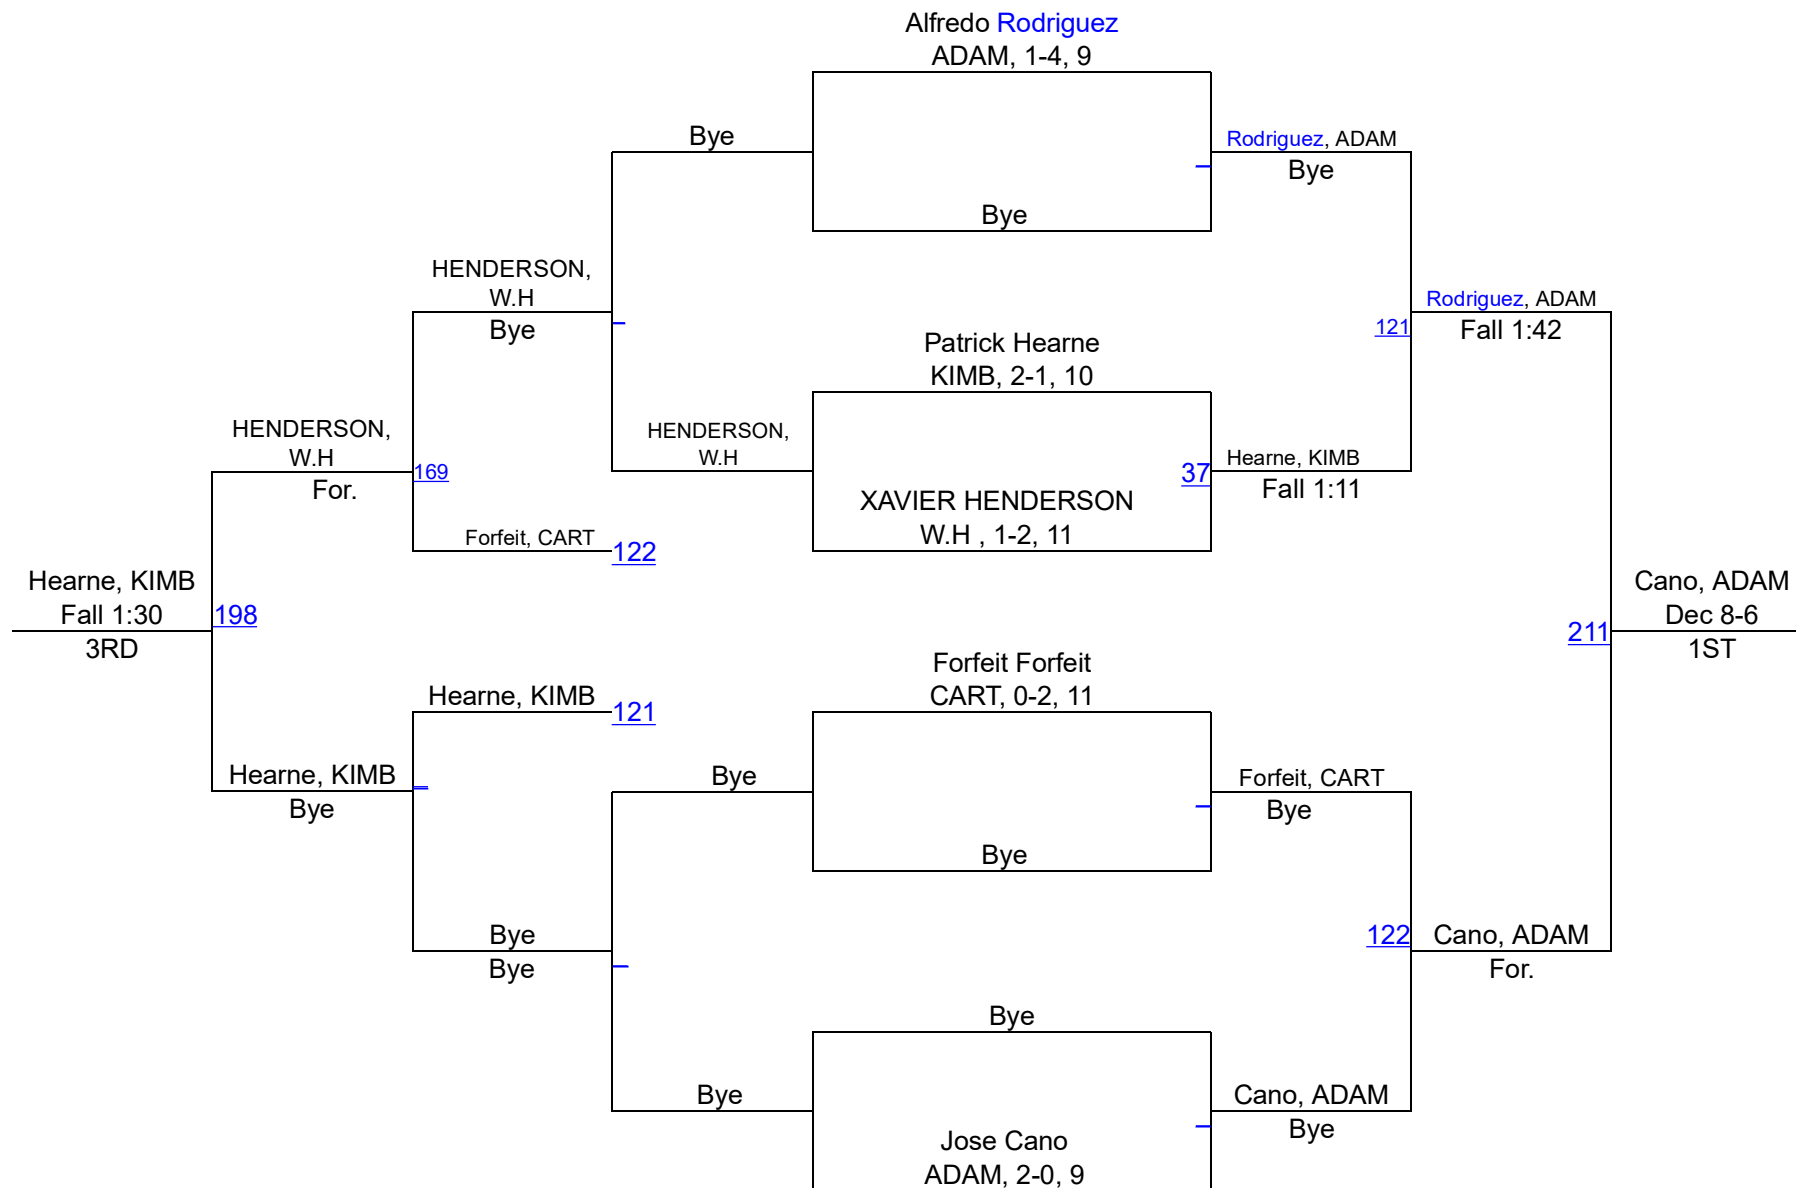 Alfredo Rodriguez
ADAM, 1-4, 9
Bye
Rodriguez, ADAM
Bye
Bye
HENDERSON,
W.H
Bye
Rodriguez, ADAM
121
Fall 1:42
Patrick Hearne
KIMB, 2-1, 10
HENDERSON,
W.H
169
For.
HENDERSON,
W.H
37
Hearne, KIMB
Fall 1:11
XAVIER HENDERSON
W.H , 1-2, 11
Forfeit, CART
122
Hearne, KIMB
Fall 1:30
198
3RD
Cano, ADAM
Dec 8-6
211
1ST
Forfeit Forfeit
CART, 0-2, 11
Hearne, KIMB
121
Hearne, KIMB
Bye
Bye
Forfeit, CART
Bye
Bye
Bye
Bye
122
Cano, ADAM
For.
Bye
Bye
Cano, ADAM
Bye
Jose Cano
ADAM, 2-0, 9